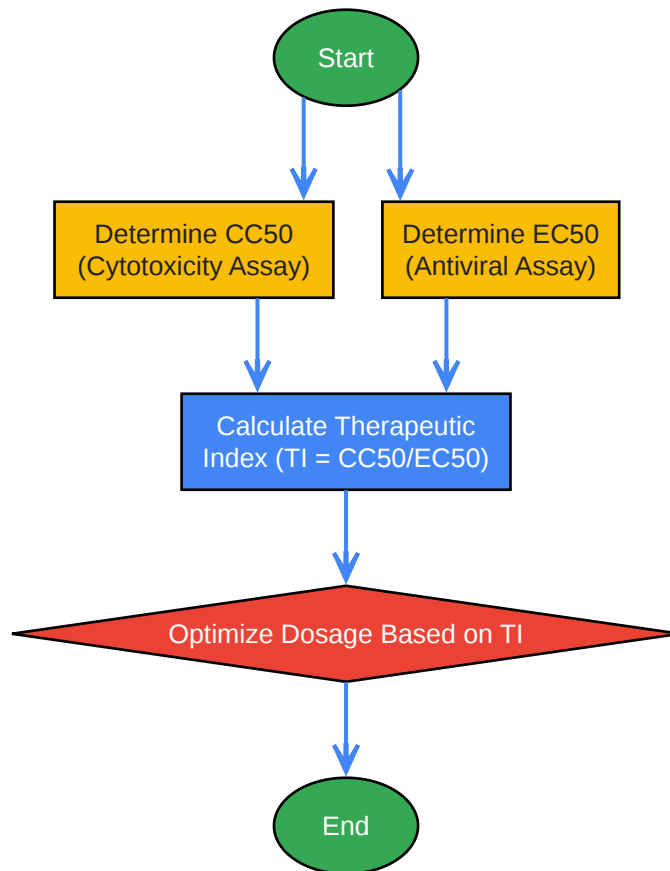 Start
Determine CC50
(Cytotoxicity Assay)
Determine EC50
(Antiviral Assay)
Calculate Therapeutic
Index (TI = CC50/EC50)
Optimize Dosage Based on TI
End